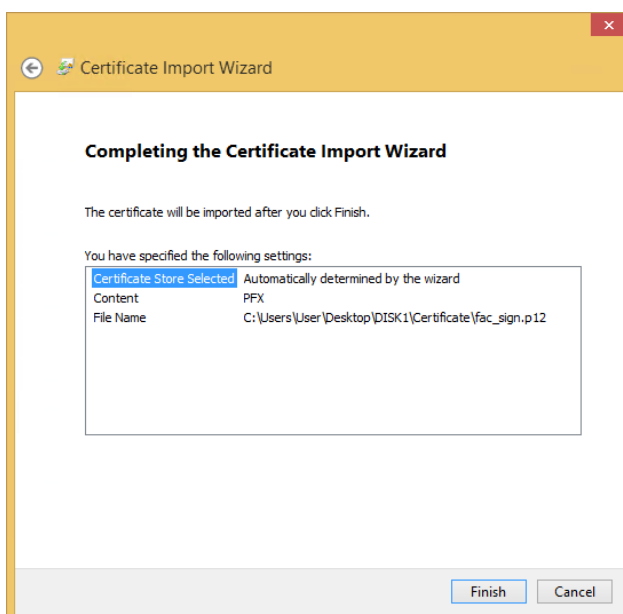 Certificate Import Wizard
Completing the Certificate Import Wizard
The certificate will be imported after you click Finish.
You have specified the following settings:
Certificate Store Selected Automatically determined by the wizard
Content PFX
File Name C:\Users\User\Desktop\DISK1\Certificate\fac_sign.p12
Finish Cancel